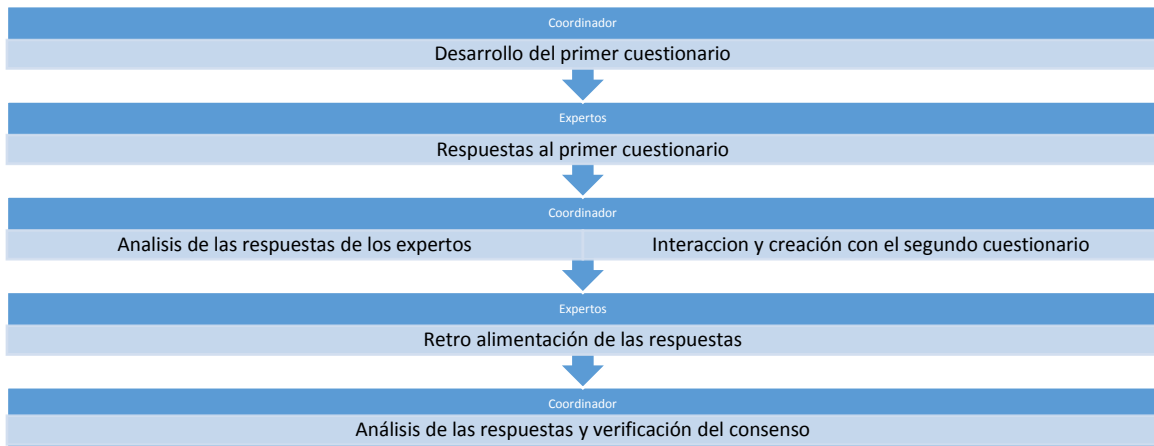 Coordinador
Desarrollo del primer cuestionario
Expertos
Respuestas al primer cuestionario
Coordinador
Analisis de las respuestas de los expertos
Interaccion y creación con el segundo cuestionario
Expertos
Retro alimentación de las respuestas
Coordinador
Análisis de las respuestas y verificación del consenso